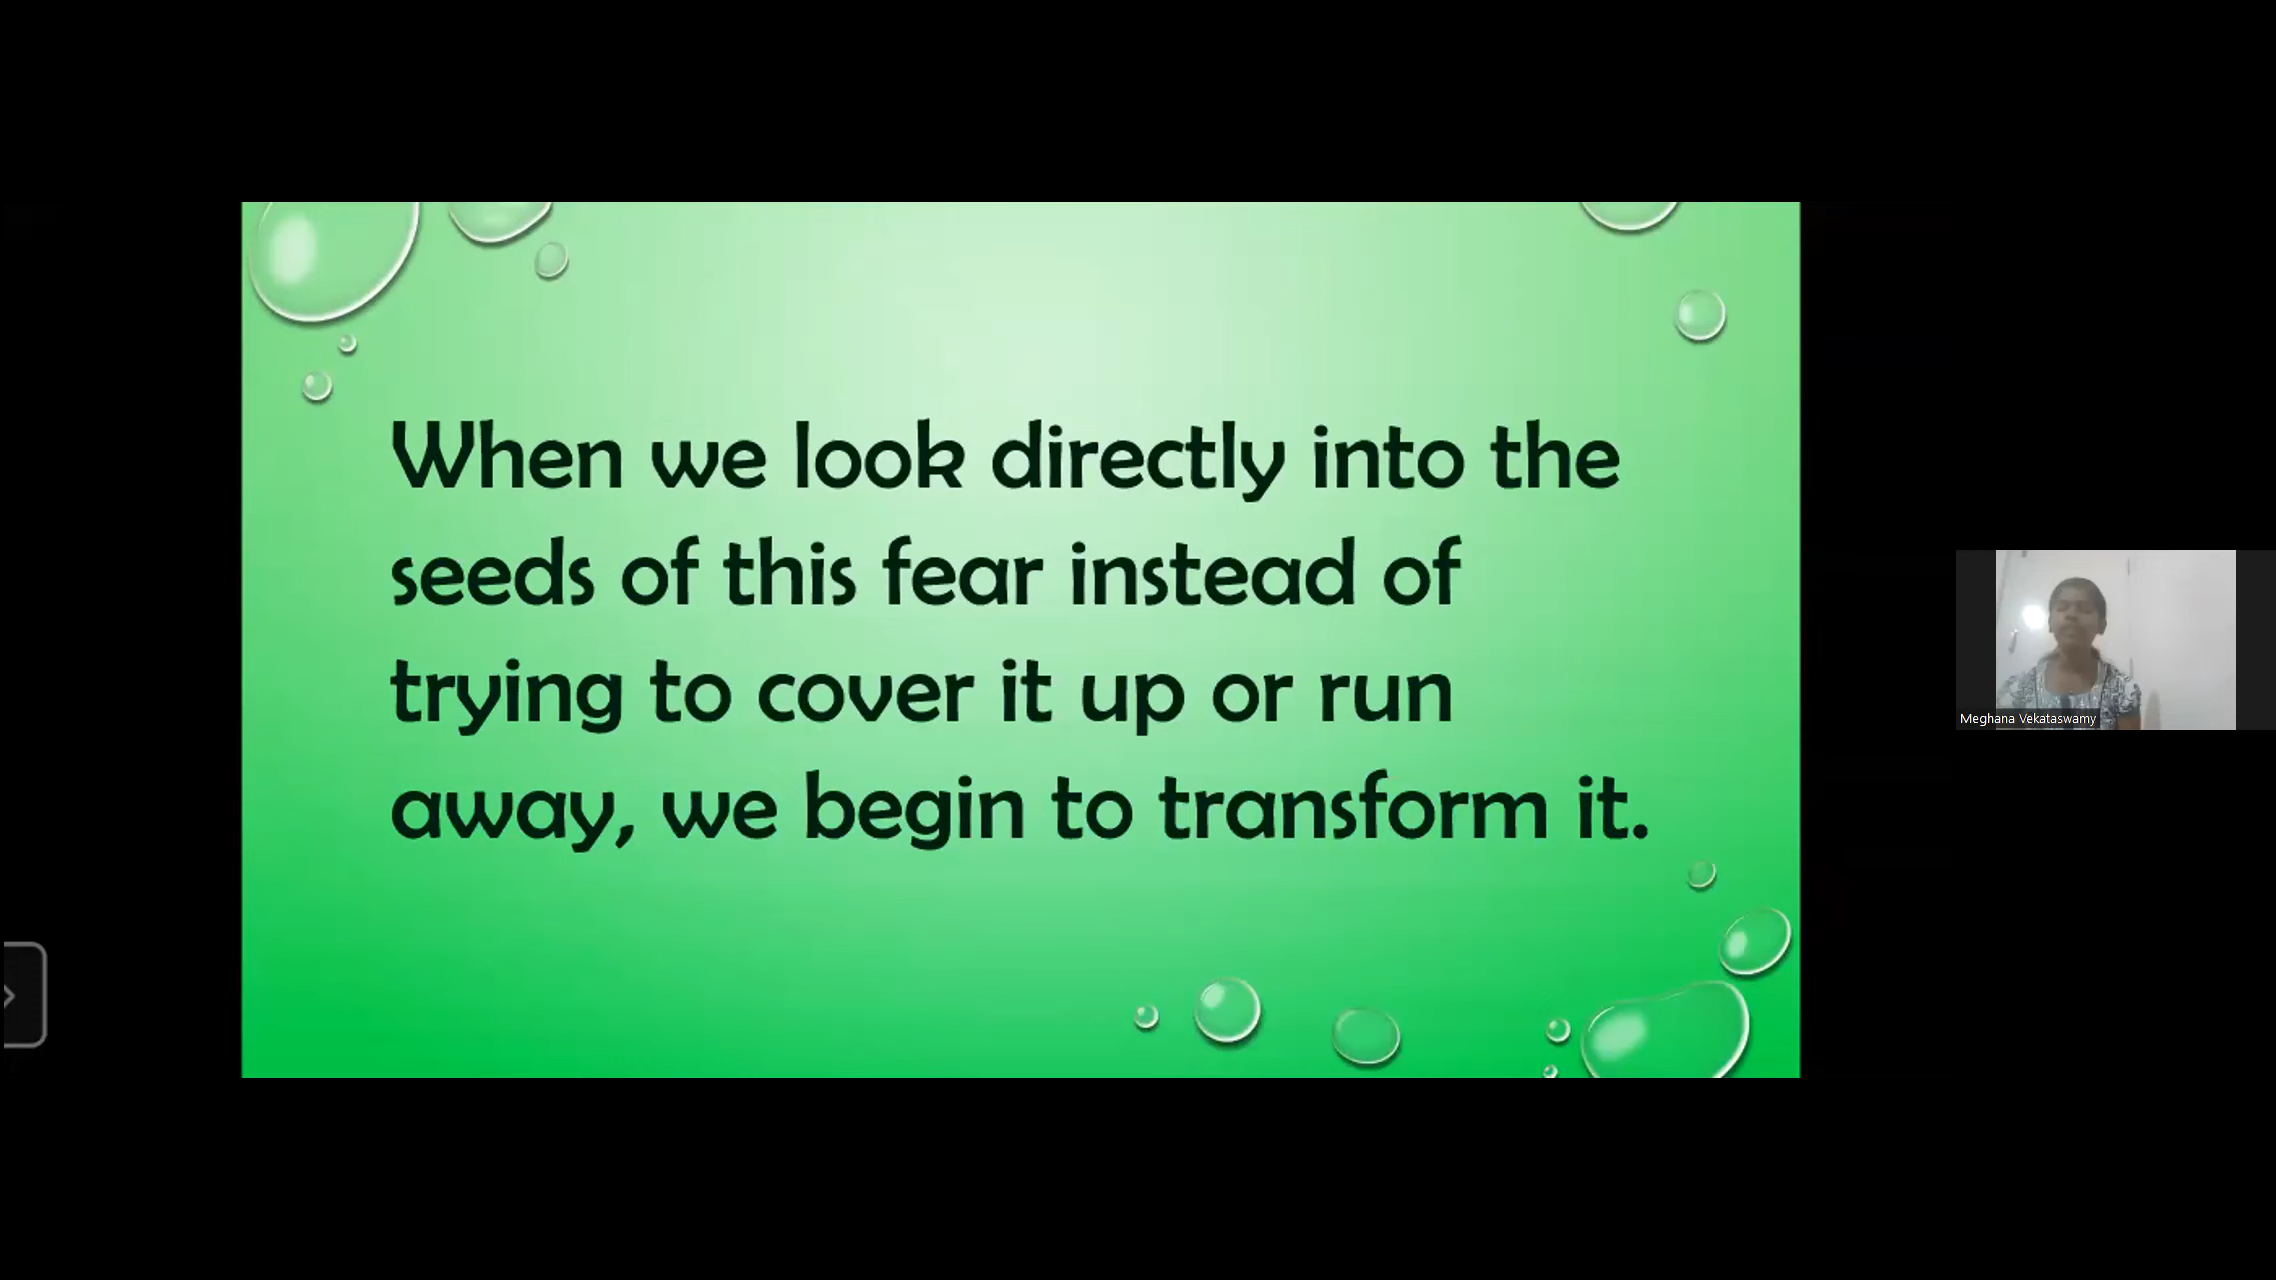 When we look directly into the
seeds of this fear instead of
trying to cover it up or run
away, we begin to transform it.
Meghana Vekataswamy